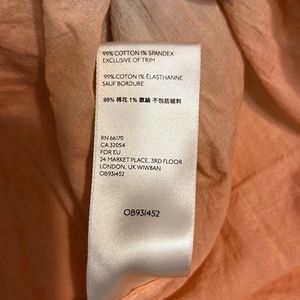 99% COTTON 1% SPANDEX
EXCLUSIVE OF TRIM
99% COTON 1% ÉLASTHANNE
SAUF BORDURE
99% 棉花 1% 氨綸 不包括辅料
RN 66170
CA 32054
FOR EU
24 MARKET PLACE, 3RD FLOOR
LONDON, UK W1W8AN
OB931452